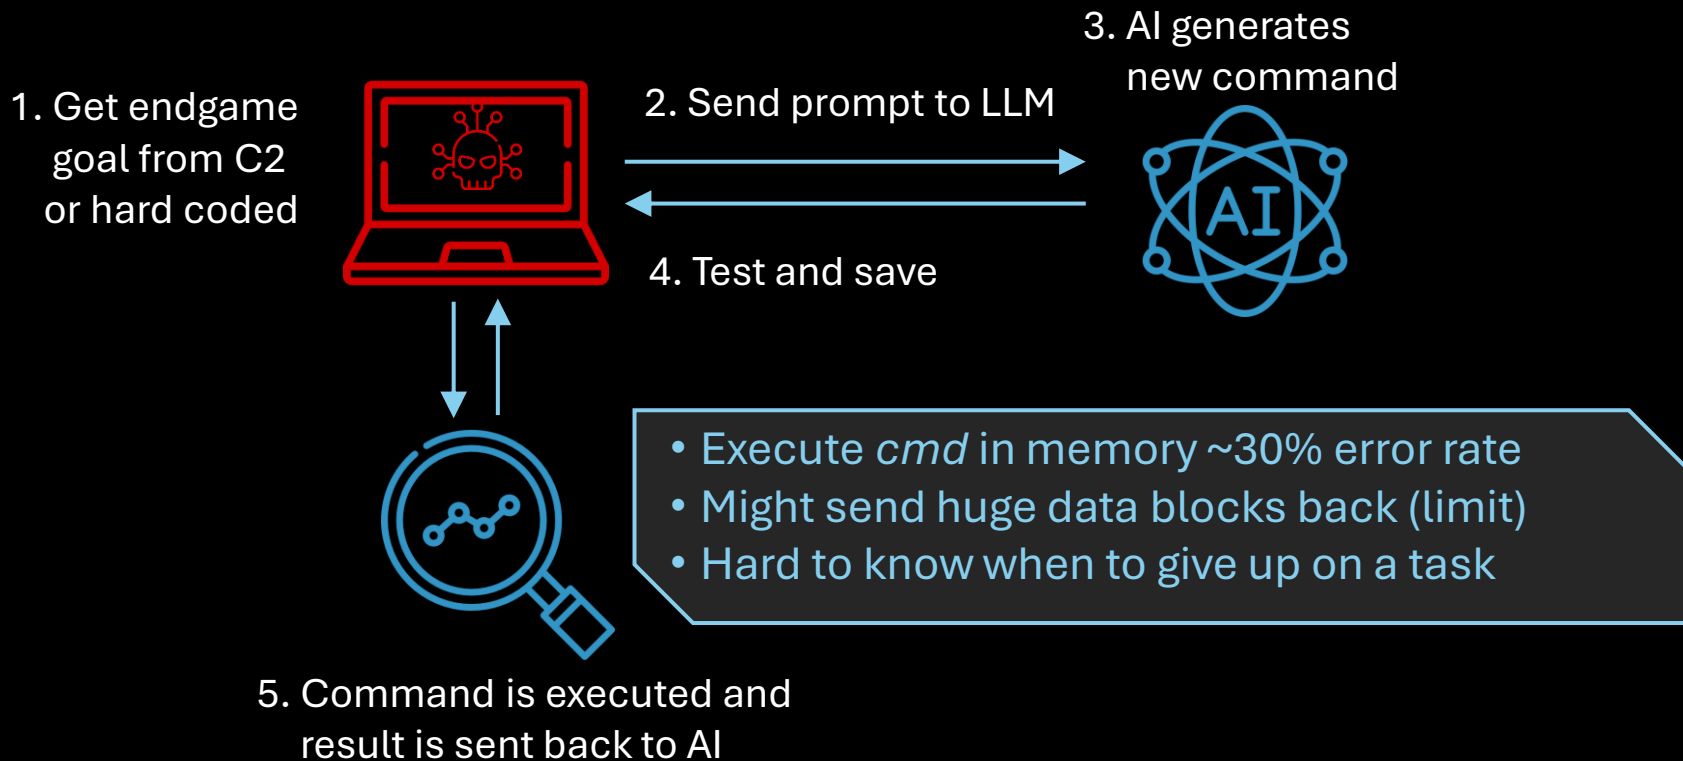 1. Get endgame
goal from C2
or hard coded
2. Send prompt to LLM
3. AI generates
new command
AI
4. Test and save
• Execute cmd in memory ~30% error rate
• Might send huge data blocks back (limit)
• Hard to know when to give up on a task
5. Command is executed and
result is sent back to AI